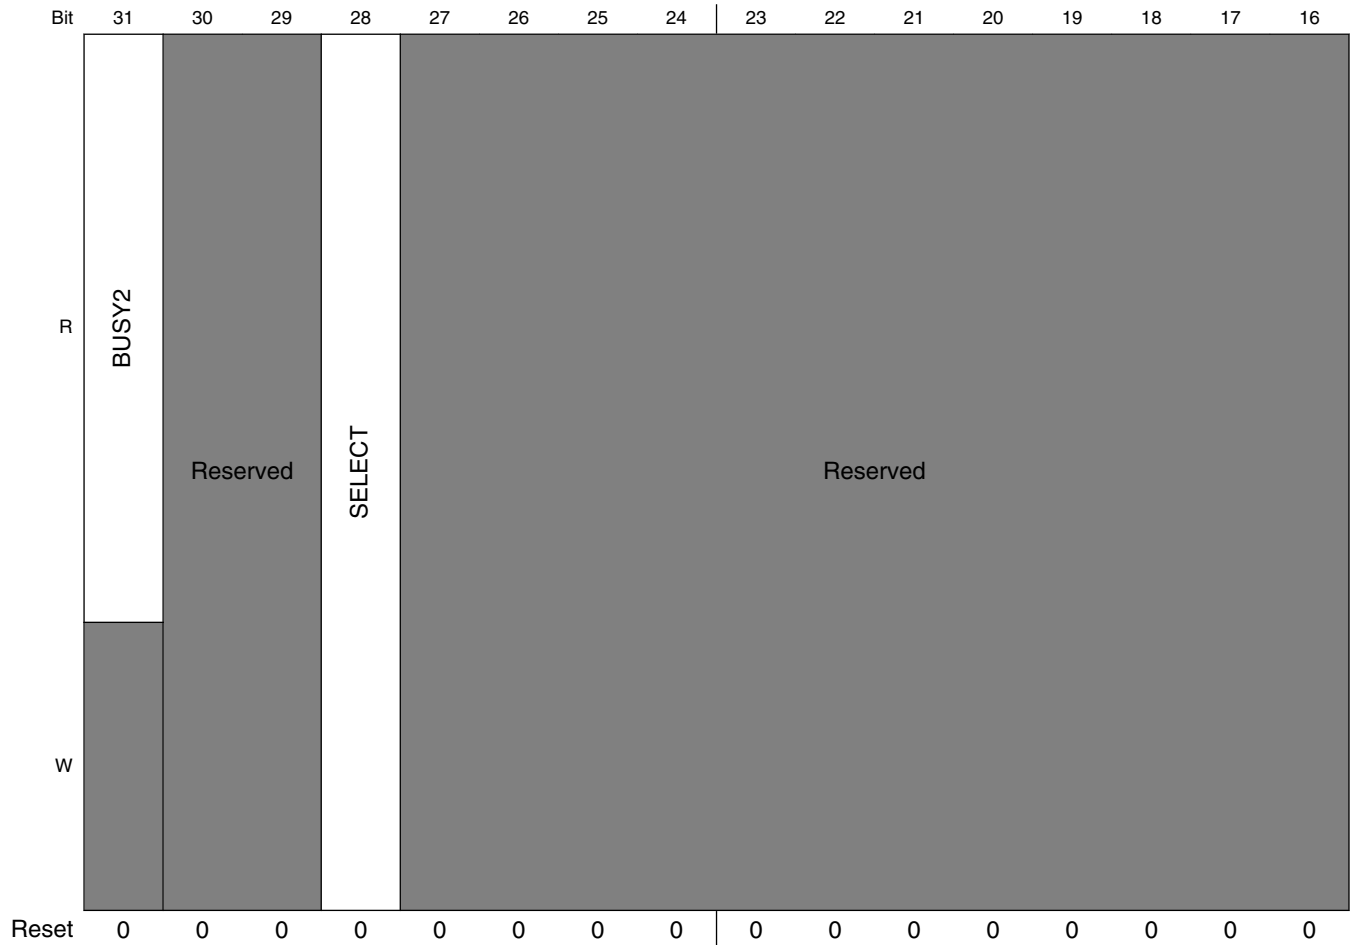 Bit 31 30 29 28 27 26 25 24 23 22 21 20 19 18 17 16
R
BUSY2
Reserved
SELECT
Reserved
W
Reset 0 0 0 0 0 0 0 0 0 0 0 0 0 0 0 0